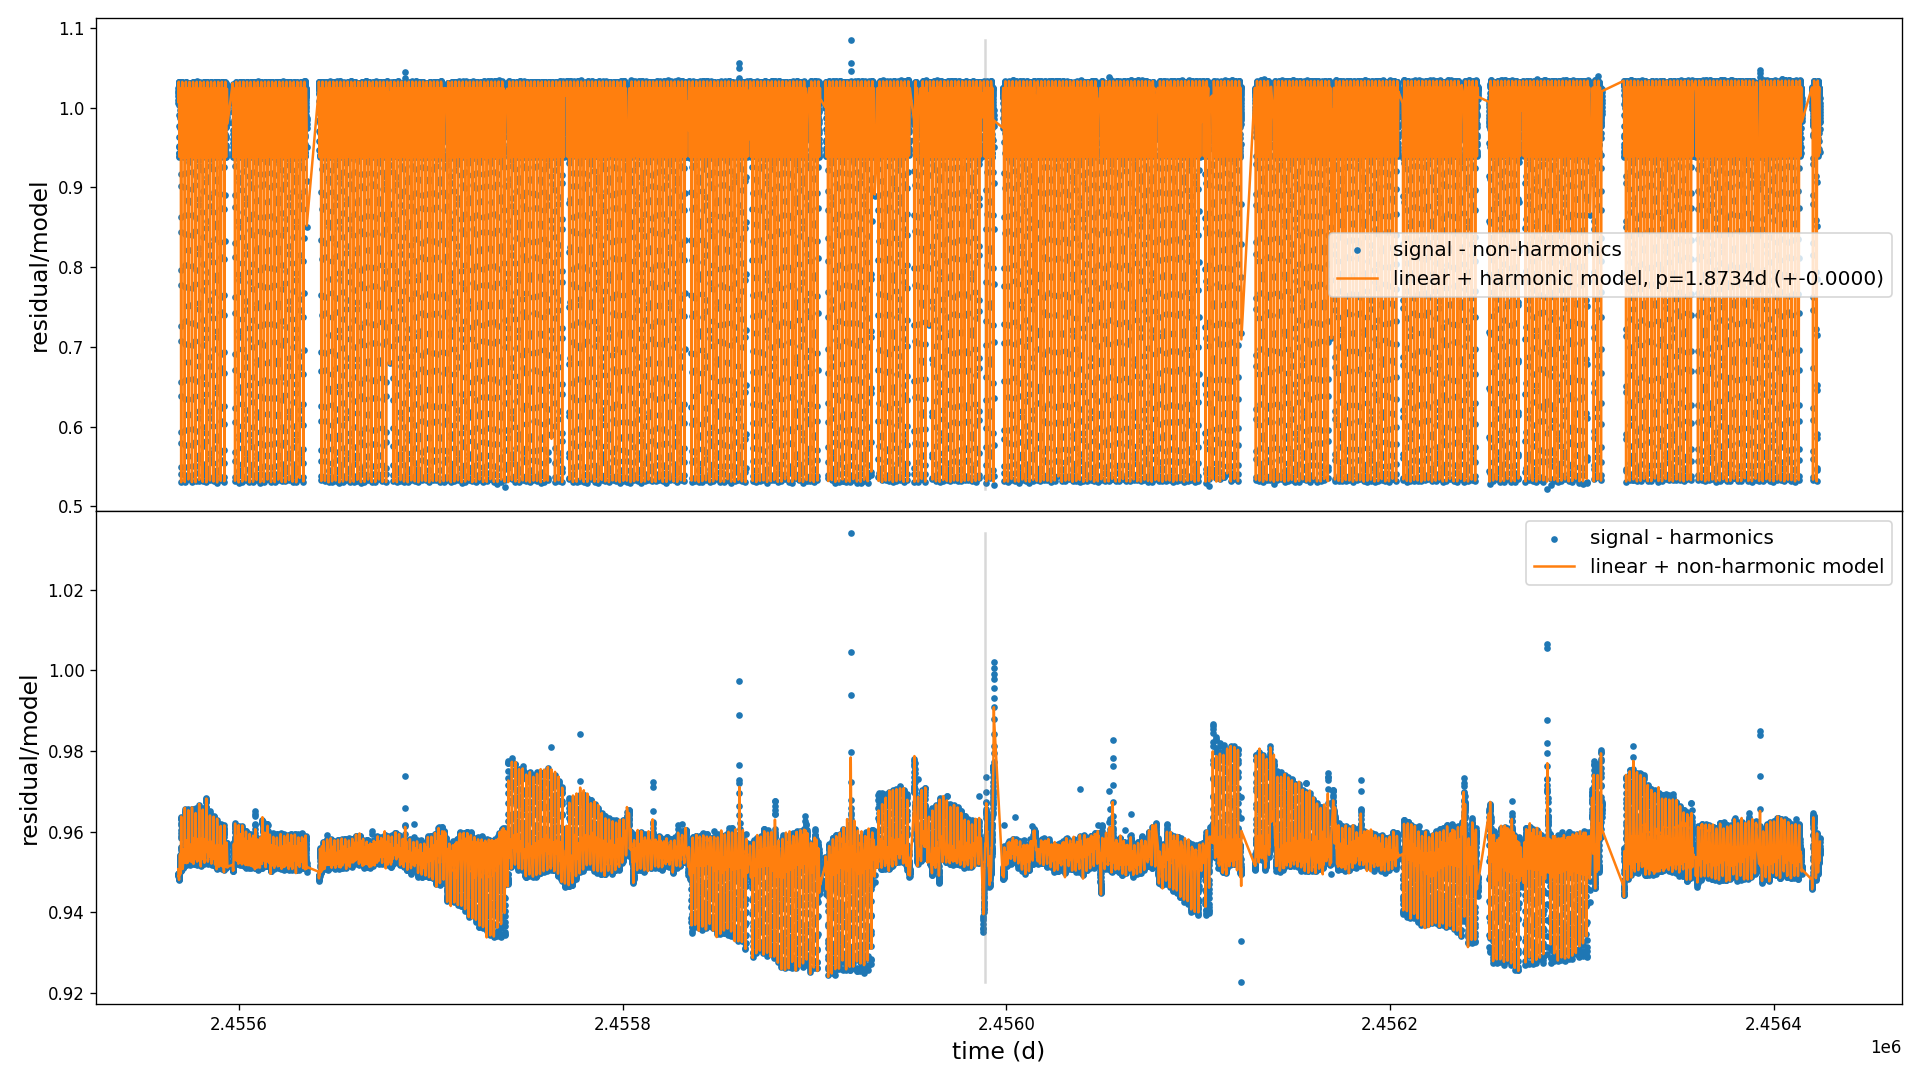 1.1
1.0
0.9
0.8
0.7
0.6
0.5
residual/model
signal - non-harmonics
linear + harmonic model, p=1.8734d (+-0.0000)
1.02
1.00
0.98
0.96
0.94
0.92
residual/model
signal - harmonics
linear + non-harmonic model
2.4556
2.4558
2.4560
2.4562
2.4564
1e6
time (d)